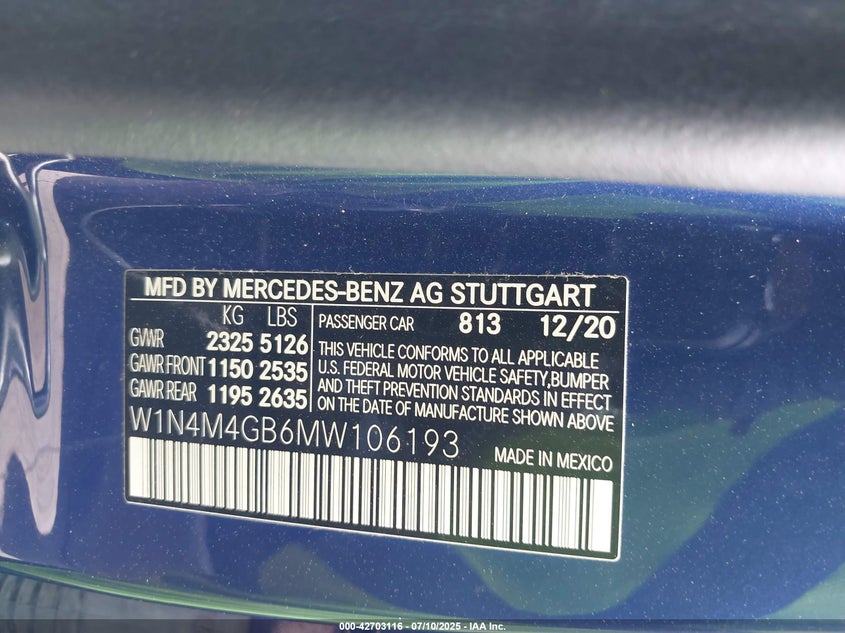 MFD BY MERCEDES-BENZ AG STUTTGART
KG LBS
GVWR 2325 5126
GAWR FRONT 1150 2535
GAWR REAR 1195 2635
PASSENGER CAR 813 12/20
THIS VEHICLE CONFORMS TO ALL APPLICABLE
U.S. FEDERAL MOTOR VEHICLE SAFETY, BUMPER
AND THEFT PREVENTION STANDARDS IN EFFECT
ON THE DATE OF MANUFACTURE SHOWN ABOVE
W1N4M4GB6MW106193
MADE IN MEXICO
000-42703116 - 07/10/2025 - IAA Inc.